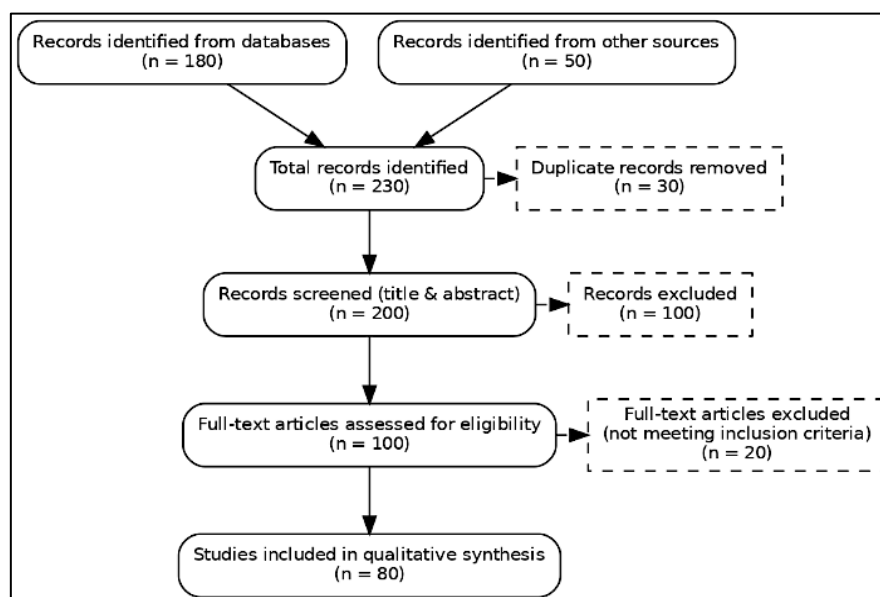 Records identified from databases
(n = 180)
Records identified from other sources
(n = 50)
Total records identified
(n = 230)
Duplicate records removed
(n = 30)
Records screened (title & abstract)
(n = 200)
Records excluded
(n = 100)
Full-text articles assessed for eligibility
(n = 100)
Full-text articles excluded
(not meeting inclusion criteria)
(n = 20)
Studies included in qualitative synthesis
(n = 80)